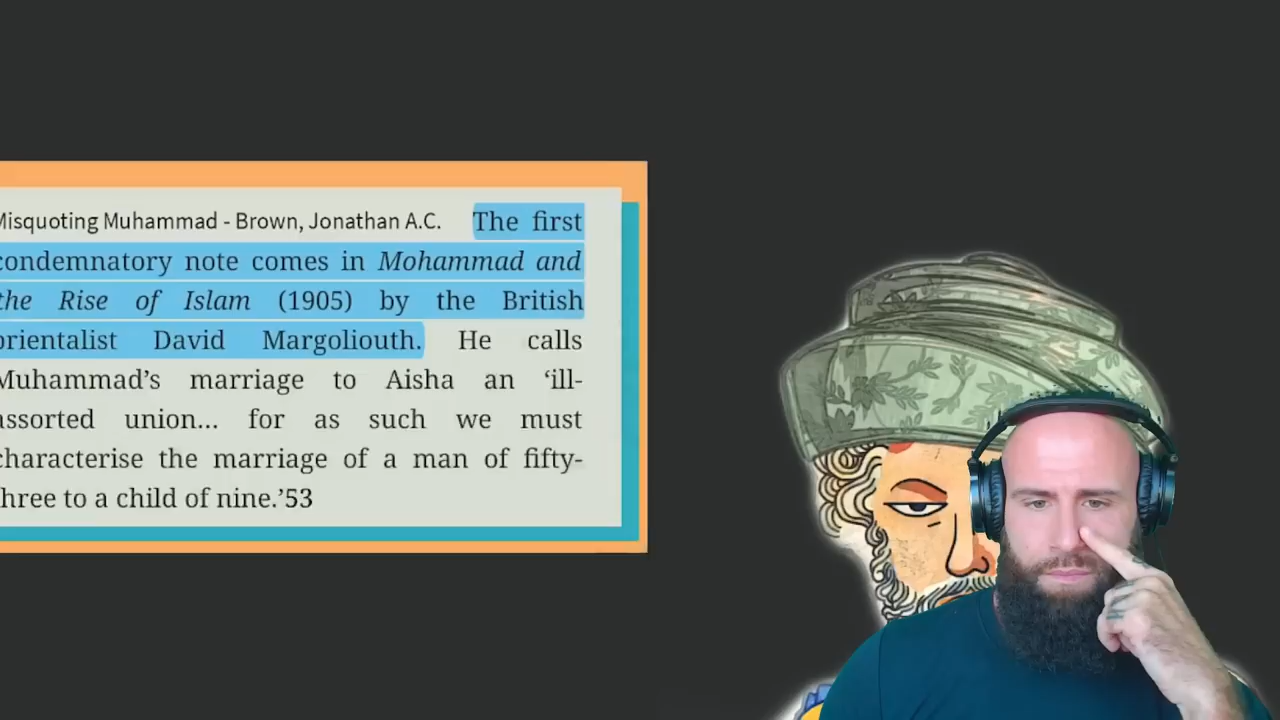 Misquoting Muhammad - Brown, Jonathan A.C. The first
condemnatory note comes in Mohammad and
the Rise of Islam (1905) by the British
orientalist David Margoliouth. He calls
Muhammad’s marriage to Aisha an ‘ill-
assorted union... for as such we must
characterise the marriage of a man of fifty-
three to a child of nine.’53